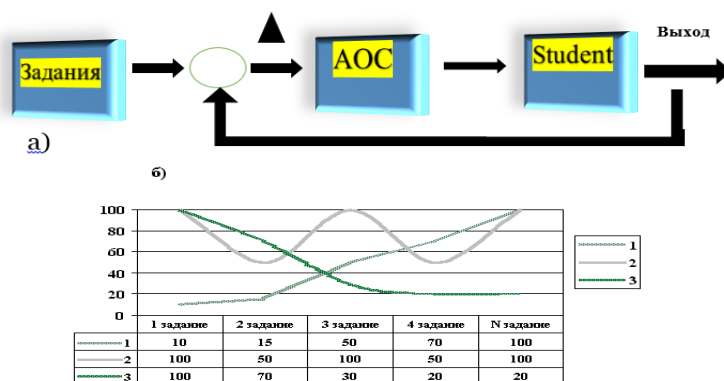 Выход
Задания
АОС
Student
а)
б)
100
80
60
40
20
0
1
2
3
1 задание 2 задание 3 задание 4 задание N задание
1 10 15 50 70 100
2 100 50 100 50 100
3 100 70 30 20 20